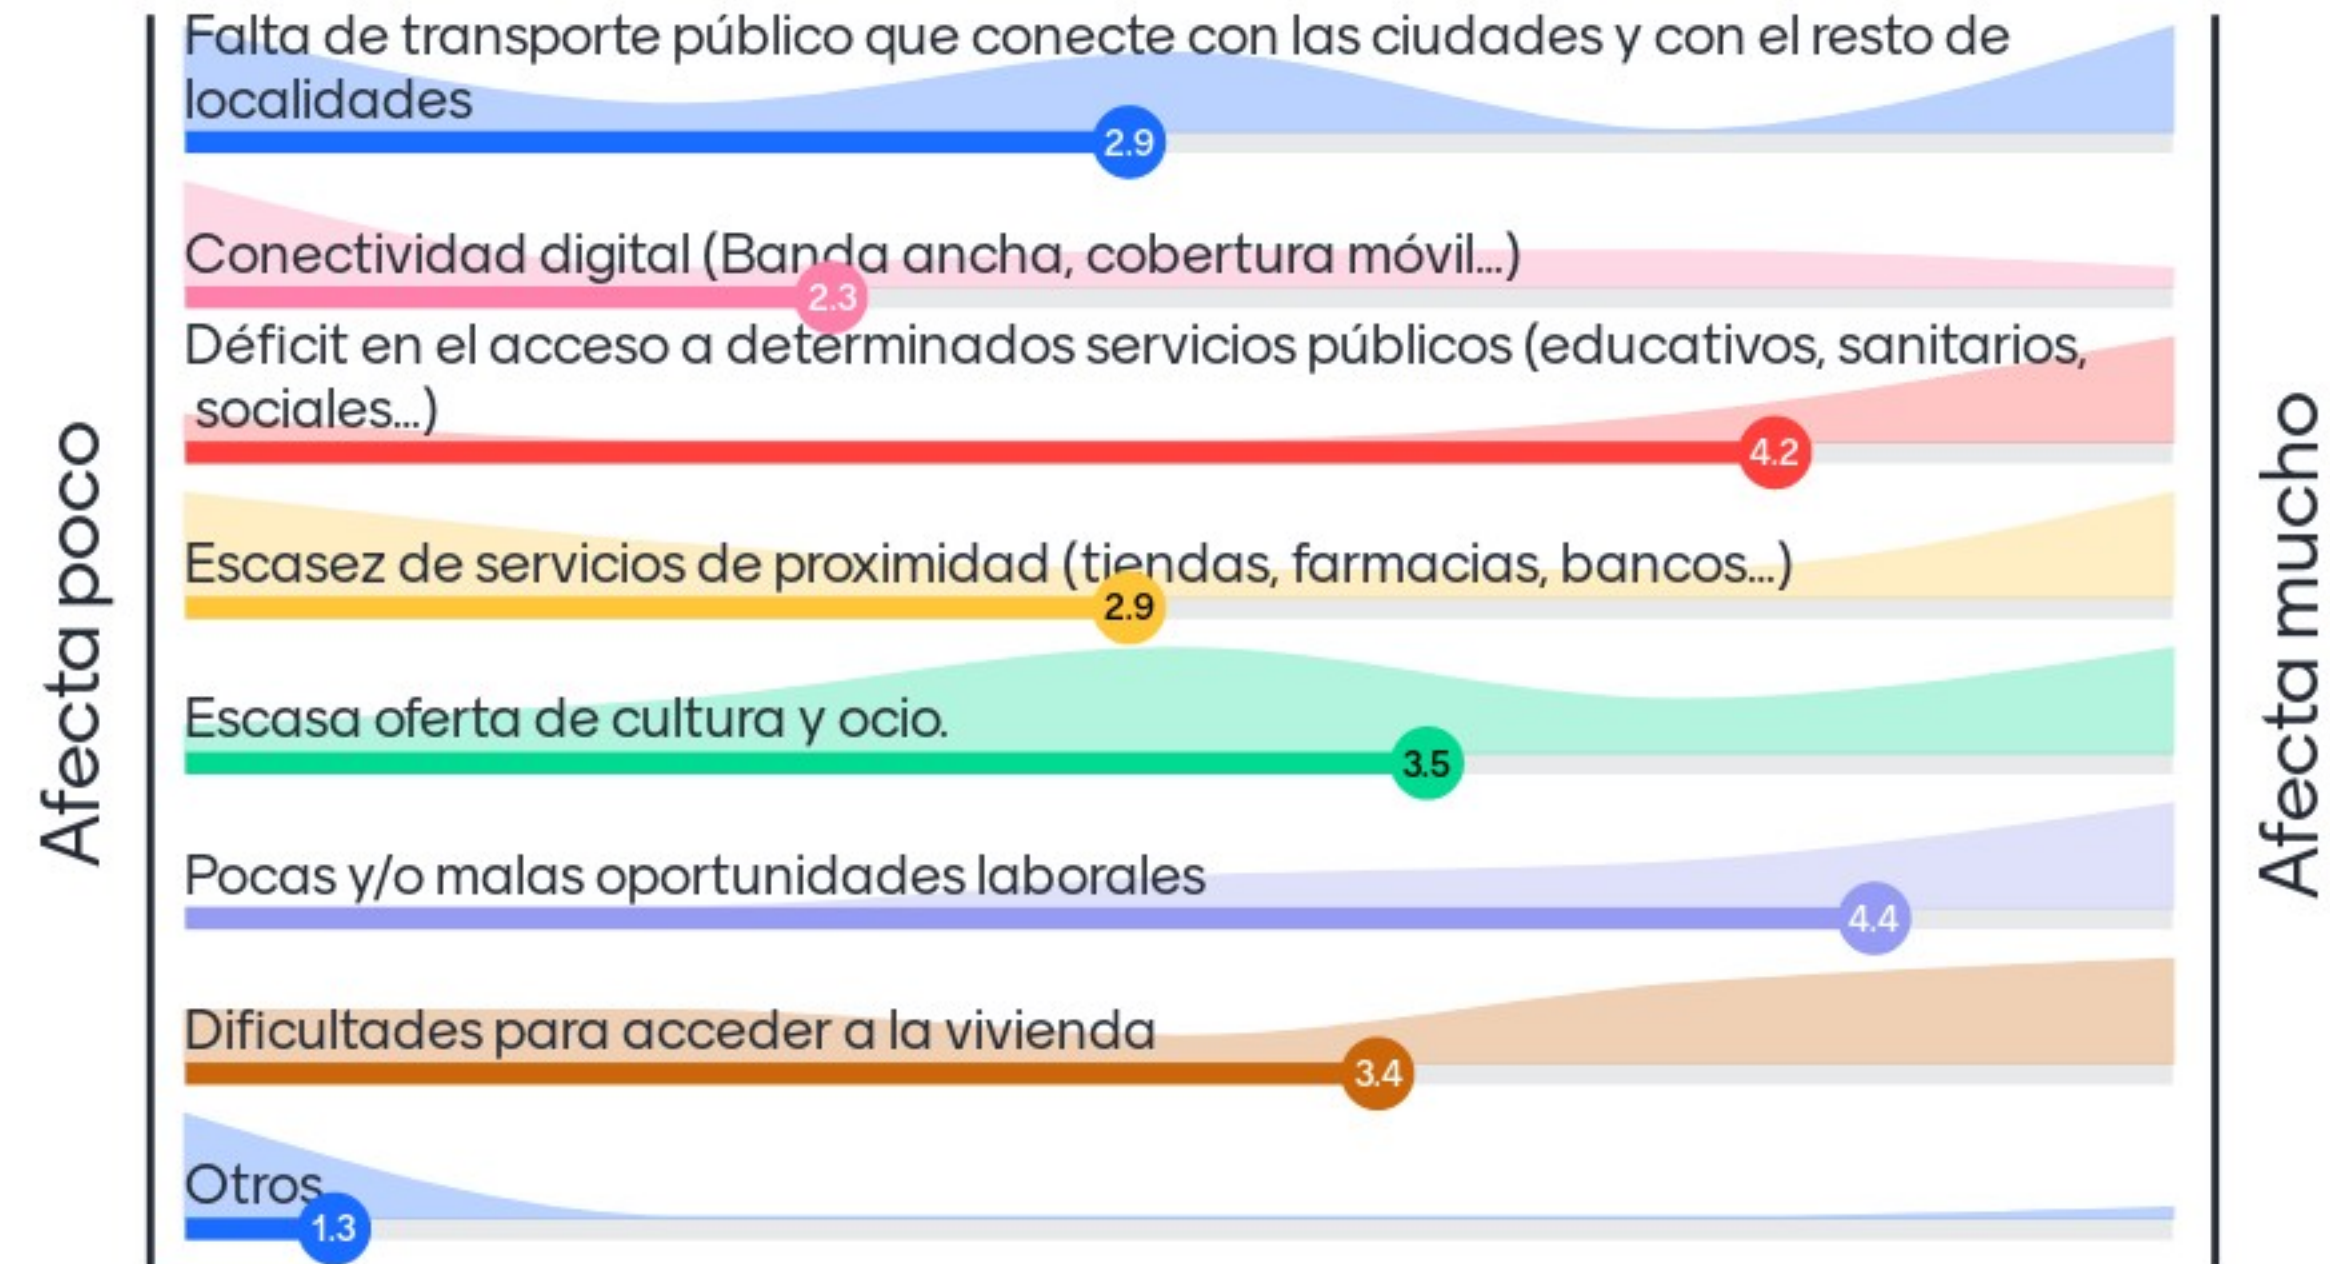 Falta de transporte público que conecte con las ciudades y con el resto de
localidades
2.9
Conectividad digital (Banda ancha, cobertura móvil...)
2.3
Déficit en el acceso a determinados servicios públicos (educativos, sanitarios,
sociales...)
4.2
Escasez de servicios de proximidad (tiendas, farmacias, bancos...)
2.9
Escasa oferta de cultura y ocio.
3.5
Pocas y/o malas oportunidades laborales
4.4
Dificultades para acceder a la vivienda
3.4
Otros
1.3
Afecta poco
Afecta mucho